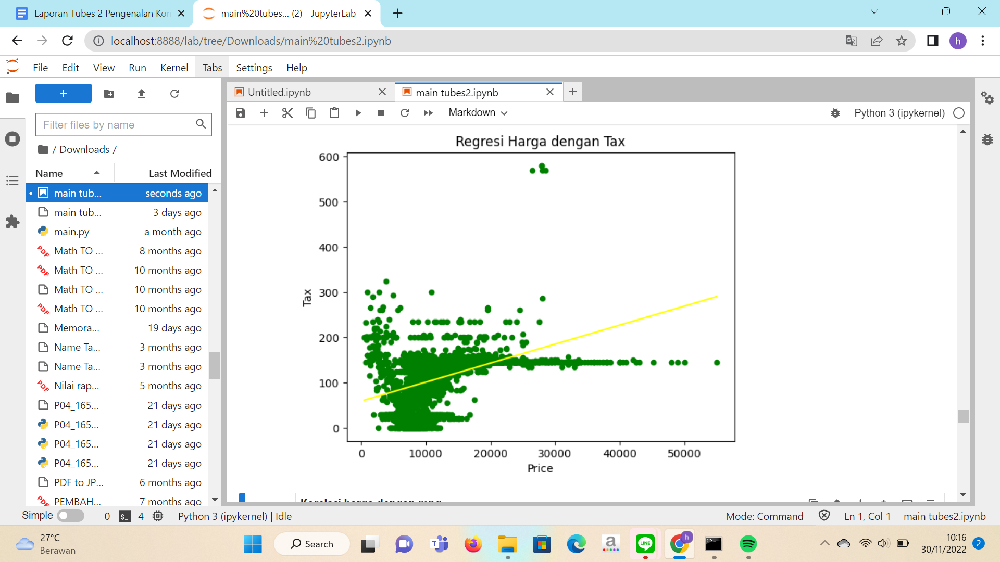 Laporan Tubes 2 Pengenalan Kon
main%20tubes... (2) - JupyterLab
localhost:8888/lab/tree/Downloads/main%20tubes2.ipynb
h
File Edit View Run Kernel Tabs Settings Help
Filter files by name
/ Downloads /
Name Last Modified
main tub... seconds ago
main tub... 3 days ago
main.py a month ago
Math TO ... 8 months ago
Math TO ... 10 months ago
Math TO ... 10 months ago
Math TO ... 10 months ago
Memora... 19 days ago
Name Ta... 3 months ago
Name Ta... 3 months ago
Nilai rap... 5 months ago
P04_165... 21 days ago
P04_165... 21 days ago
P04_165... 21 days ago
P04_165... 21 days ago
PDF to JP... 6 months ago
PEMBAH... 7 months ago
Untitled.ipynb
main tubes2.ipynb
Markdown
Python 3 (ipykernel)
Regresi Harga dengan Tax
600
500
400
300
200
100
0
Tax
0 10000 20000 30000 40000 50000
Price
Korelasi harga dengan
Simple 0 $_ 4 Python 3 (ipykernel) | Idle
Mode: Command Ln 1, Col 1 main tubes2.ipynb
27°C
Berawan
Search
T
a
LINE
h
10:16
30/11/2022
2